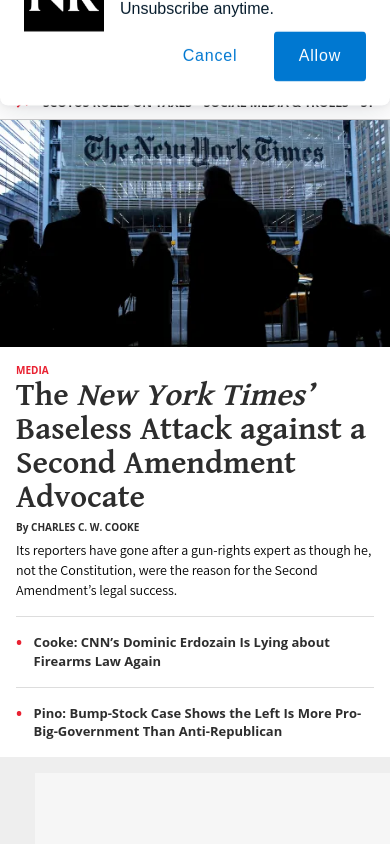 NR
Unsubscribe anytime.
Cancel
Allow
SCOTUS RULES ON TAXES
SOCIAL MEDIA & TROLLS
The New York Times
MEDIA
The New York Times’
Baseless Attack against a
Second Amendment
Advocate
By CHARLES C. W. COOKE
Its reporters have gone after a gun-rights expert as though he,
not the Constitution, were the reason for the Second
Amendment’s legal success.
• Cooke: CNN’s Dominic Erdozain Is Lying about
Firearms Law Again
• Pino: Bump-Stock Case Shows the Left Is More Pro-
Big-Government Than Anti-Republican